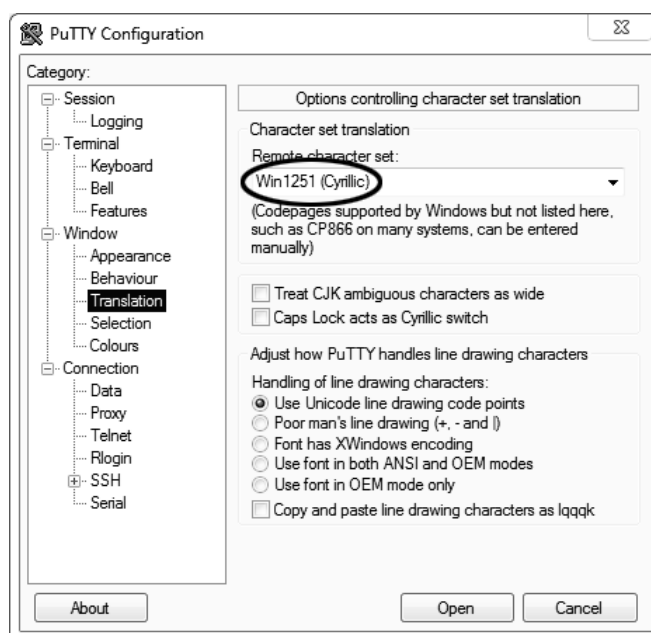 PuTTY Configuration
Category:
Session
Logging
Terminal
Keyboard
Bell
Features
Window
Appearance
Behaviour
Translation
Selection
Colours
Connection
Data
Proxy
Telnet
Rlogin
SSH
Serial
Options controlling character set translation
Character set translation
Remote character set:
Win1251 (Cyrillic)
(Codepages supported by Windows but not listed here,
such as CP866 on many systems, can be entered
manually)
Treat CJK ambiguous characters as wide
Caps Lock acts as Cyrillic switch
Adjust how PuTTY handles line drawing characters
Handling of line drawing characters:
Use Unicode line drawing code points
Poor man's line drawing (+, - and |)
Font has XWindows encoding
Use font in both ANSI and OEM modes
Use font in OEM mode only
Copy and paste line drawing characters as lqqqk
About
Open
Cancel